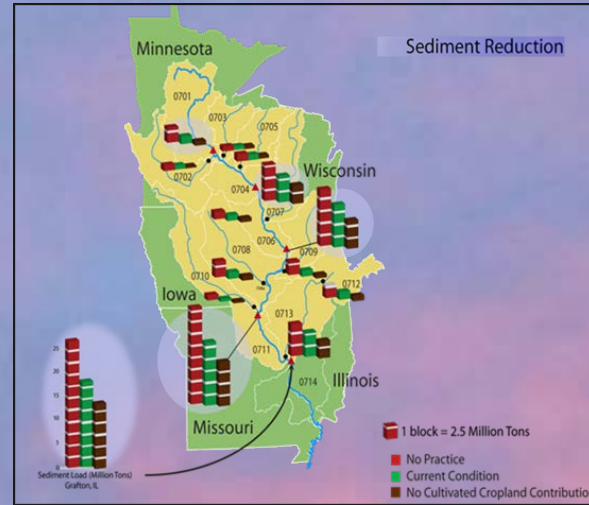 Sediment Reduction
Minnesota
0701
0703
0705
0702
0704
Wisconsin
0707
0706
0708
0709
0710
0712
Iowa
0713
0711
Illinois
0714
Missouri
25
20
15
10
5
0
Sediment Load (Million Tons)
Grafton, IL
1 block = 2.5 Million Tons
No Practice
Current Condition
No Cultivated Cropland Contribution